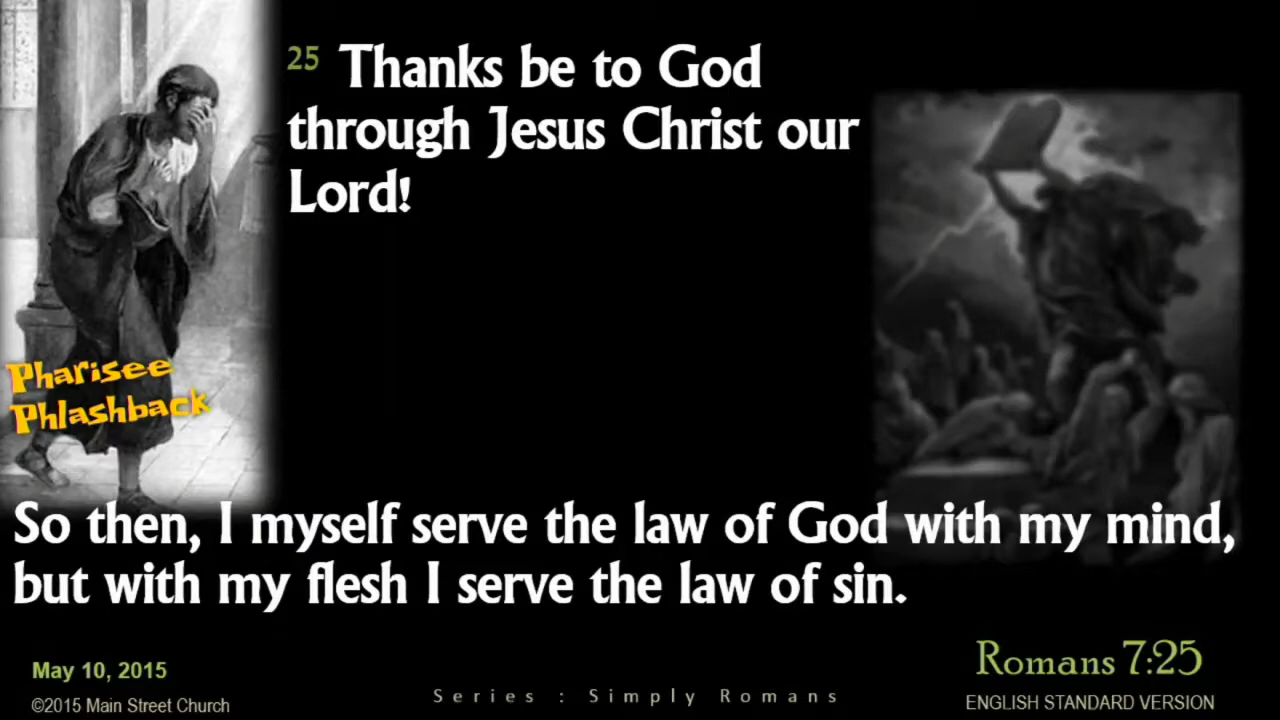 25 Thanks be to God
through Jesus Christ our
Lord!
Pharisee
Phlashback
So then, I myself serve the law of God with my mind,
but with my flesh I serve the law of sin.
May 10, 2015
©2015 Main Street Church
Series : Simply Romans
Romans 7:25
ENGLISH STANDARD VERSION